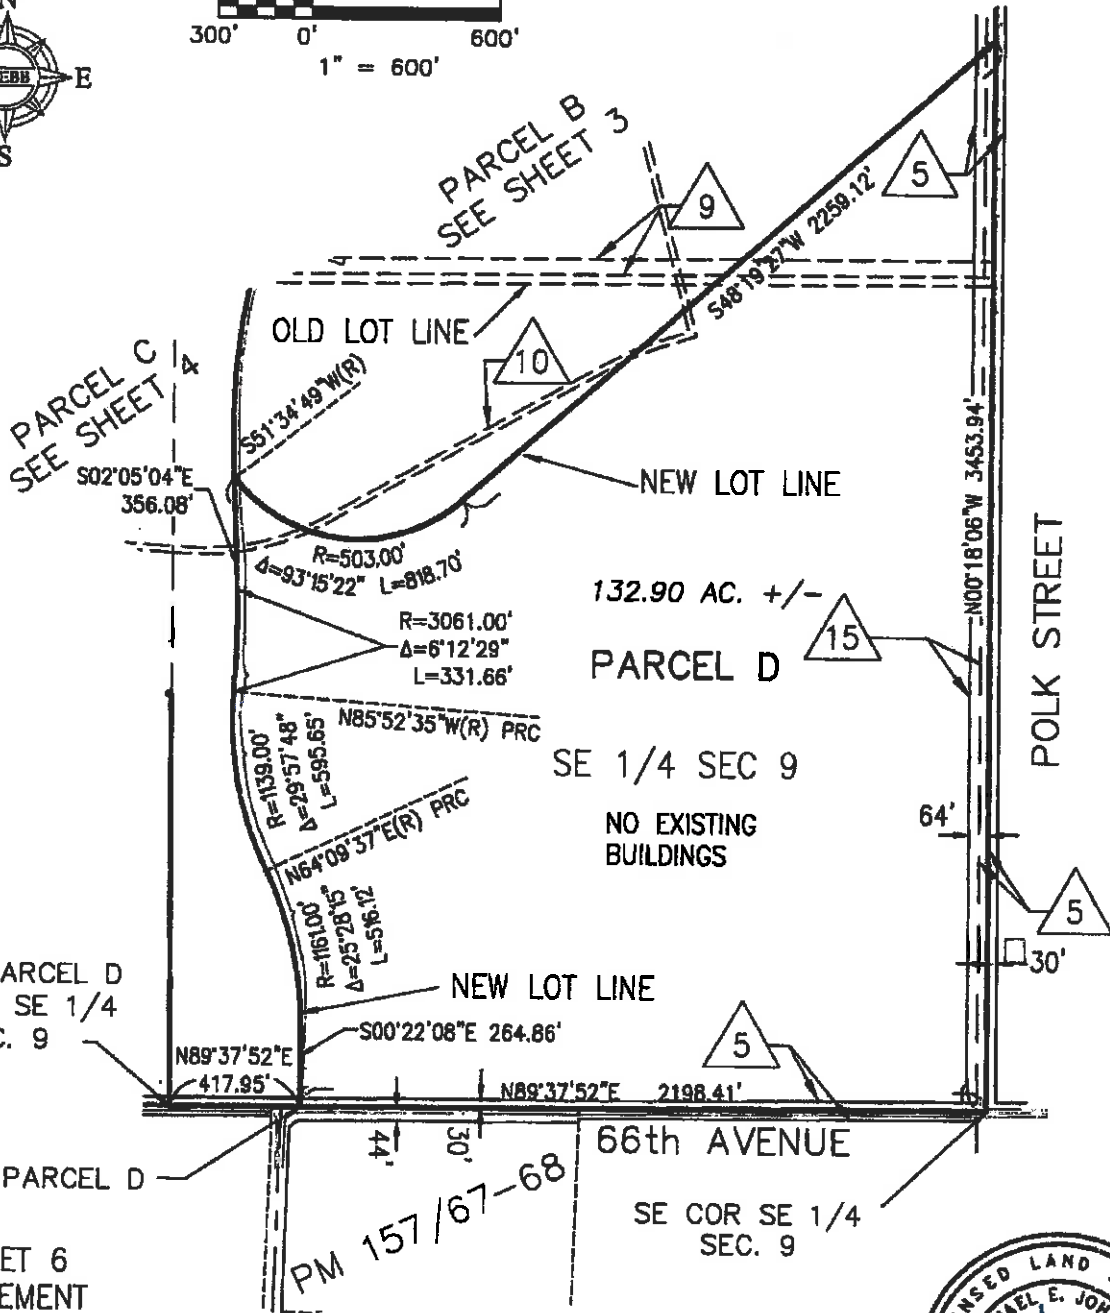 N
E
S
EBB
300' 0' 600'
1" = 600'
PARCEL B
SEE SHEET 3
9
5
S48°19'27"W 2259.12'
OLD LOT LINE
10
PARCEL C
SEE SHEET 4
S51°34'49"W(R)
S02°05'04"E
356.08'
NEW LOT LINE
R=503.00'
Δ=93°15'22" L=818.70'
N00°18'06"W 3453.94'
POLK STREET
132.90 AC. +/-
15
R=3061.00'
Δ=6°12'29"
L=331.66'
PARCEL D
N85°52'35"W(R) PRC
R=1139.00'
Δ=29°57'48"
L=595.65'
SE 1/4 SEC 9
NO EXISTING
BUILDINGS
64'
5
N64°09'37"E(R) PRC
R=1161.00'
Δ=25°28'15"
L=516.12'
30'
ARCEL D
SE 1/4
C. 9
NEW LOT LINE
S00°22'08"E 264.86'
5
N89°37'52"E
417.95'
N89°37'52"E 2198.41'
44'
30'
66th AVENUE
PARCEL D
PM 157/67-68
SE COR SE 1/4
SEC. 9
ET 6
EMENT
NSED LAND
AEL E. JON